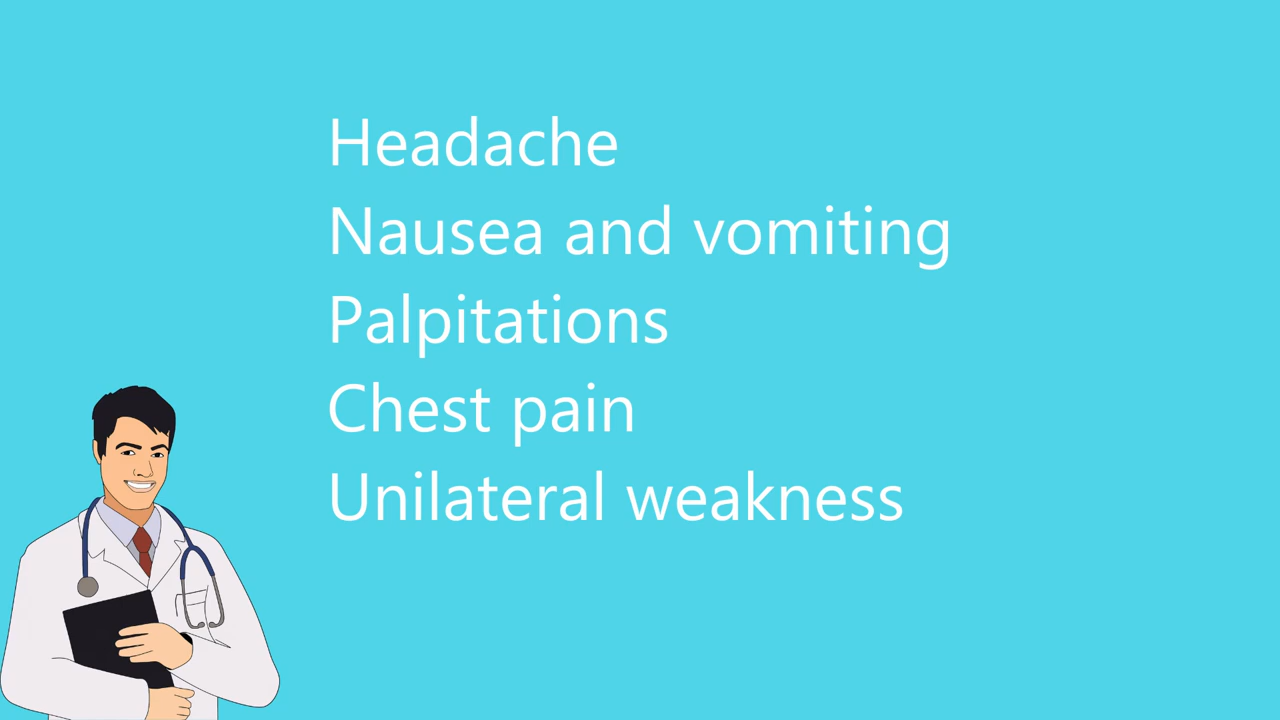 Headache
Nausea and vomiting
Palpitations
Chest pain
Unilateral weakness